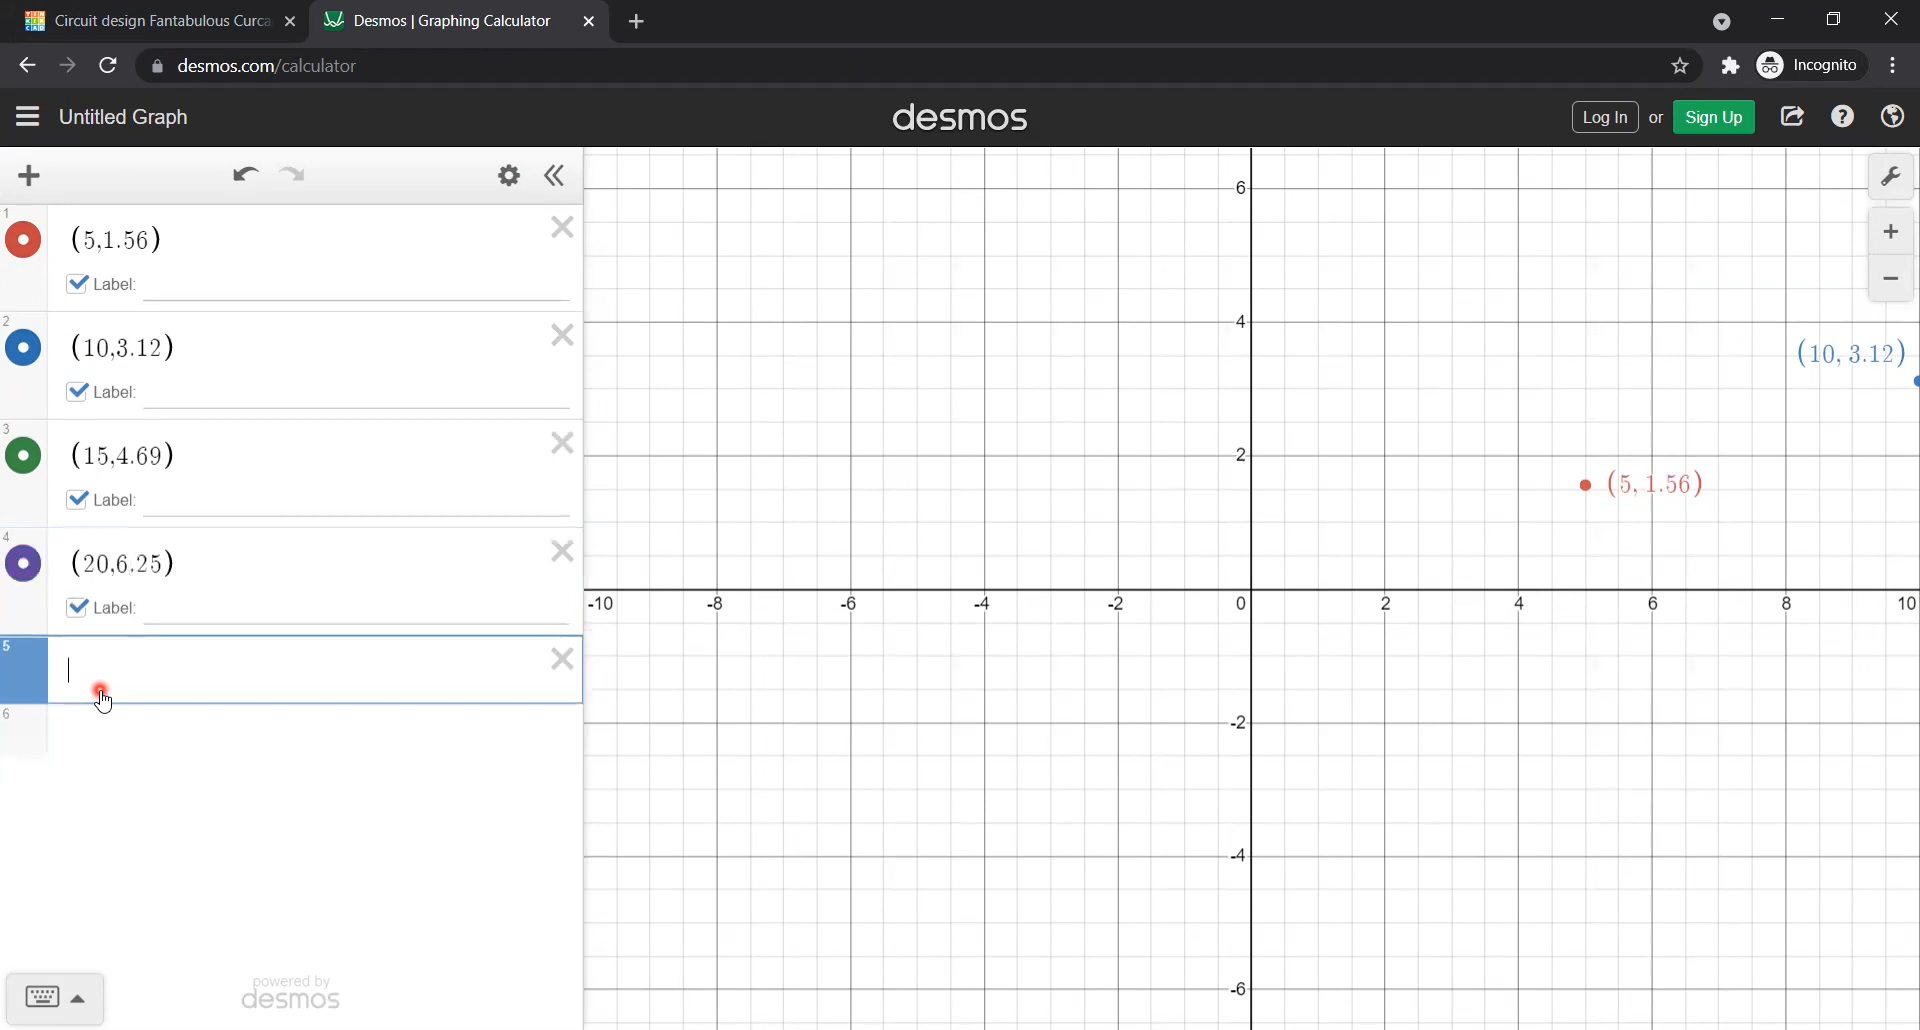 Circuit design Fantabulous Curca
Desmos | Graphing Calculator
desmos.com/calculator
Incognito
Untitled Graph
desmos
Log In or Sign Up
1
(5,1.56)
Label:
2
(10,3.12)
Label:
3
(15,4.69)
Label:
4
(20,6.25)
Label:
5
6
powered by
desmos
6
4
(10, 3.12)
2
(5, 1.56)
-10 -8 -6 -4 -2 0 2 4 6 8 10
-2
-4
-6